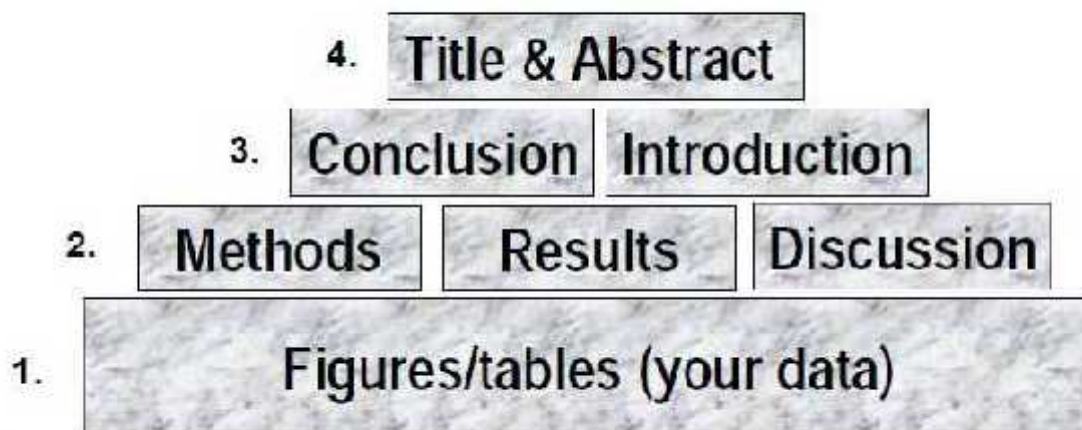 4. Title & Abstract
3. Conclusion Introduction
2. Methods Results Discussion
1. Figures/tables (your data)